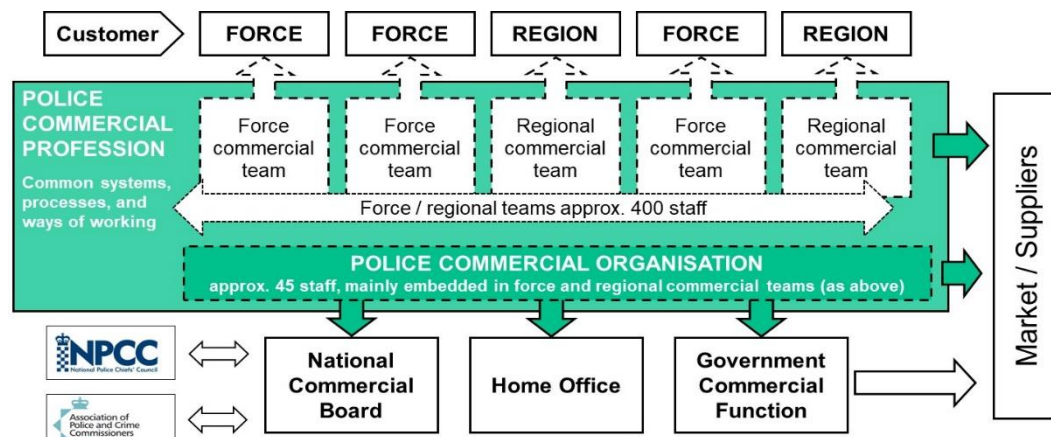 Customer
FORCE
FORCE
REGION
FORCE
REGION
POLICE
COMMERCIAL
PROFESSION
Common systems,
processes, and
ways of working
Force
commercial
team
Force
commercial
team
Regional
commercial
team
Force
commercial
team
Regional
commercial
team
Force / regional teams approx. 400 staff
POLICE COMMERCIAL ORGANISATION
approx. 45 staff, mainly embedded in force and regional commercial teams (as above)
Market / Suppliers
NPCC
National Police Chiefs' Council
National
Commercial
Board
Home Office
Government
Commercial
Function
Association of
Police and Crime
Commissioners